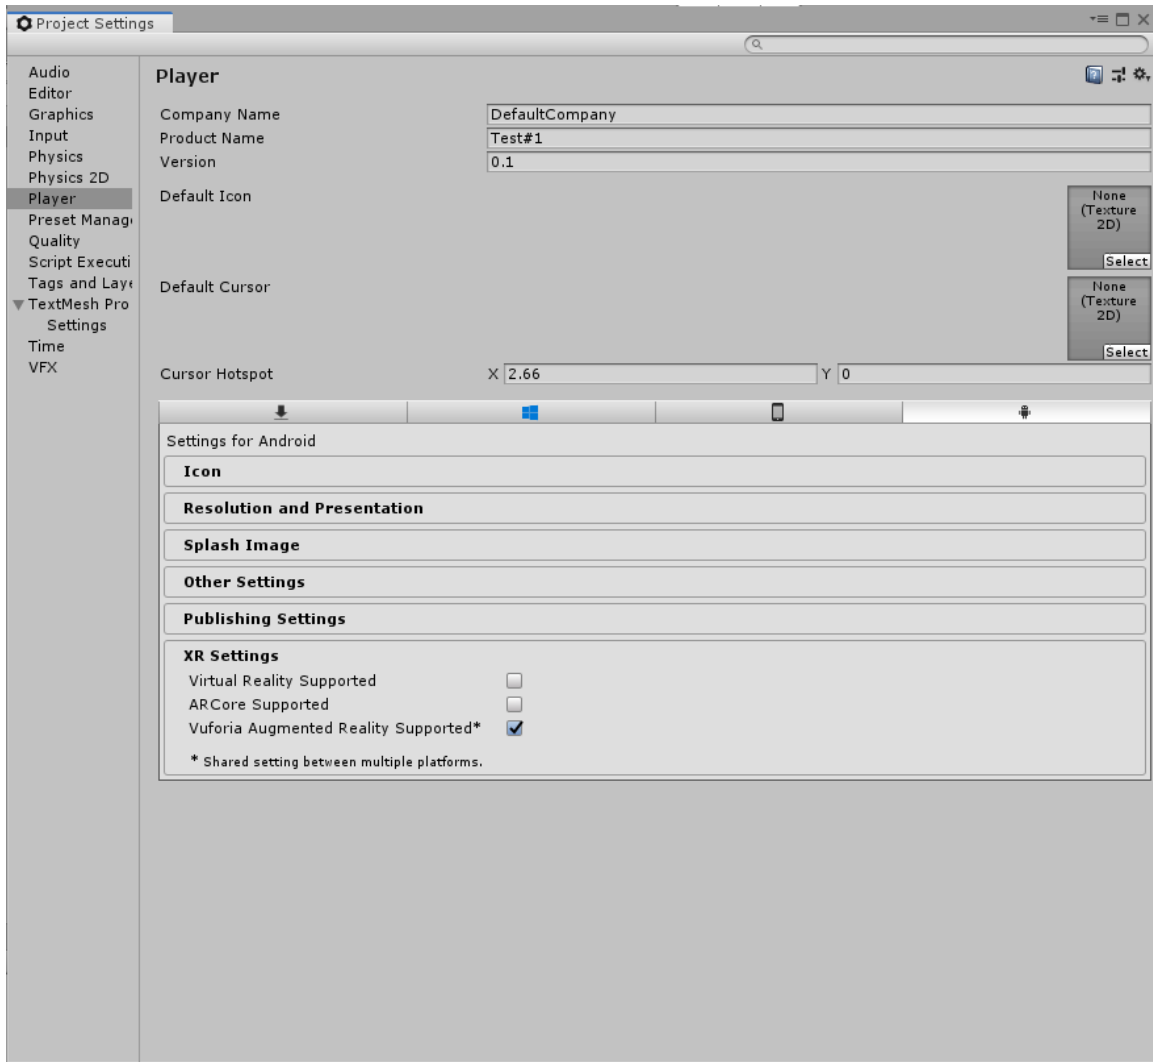 Project Settings
Audio
Editor
Graphics
Input
Physics
Physics 2D
Player
Preset Manag
Quality
Script Executi
Tags and Laye
TextMesh Pro
Settings
Time
VFX
Player
Company Name DefaultCompany
Product Name Test#1
Version 0.1
Default Icon
None
(Texture
2D)
Select
Default Cursor
None
(Texture
2D)
Select
Cursor Hotspot X 2.66 Y 0
Settings for Android
Icon
Resolution and Presentation
Splash Image
Other Settings
Publishing Settings
XR Settings
Virtual Reality Supported
ARCore Supported
Vuforia Augmented Reality Supported*
* Shared setting between multiple platforms.